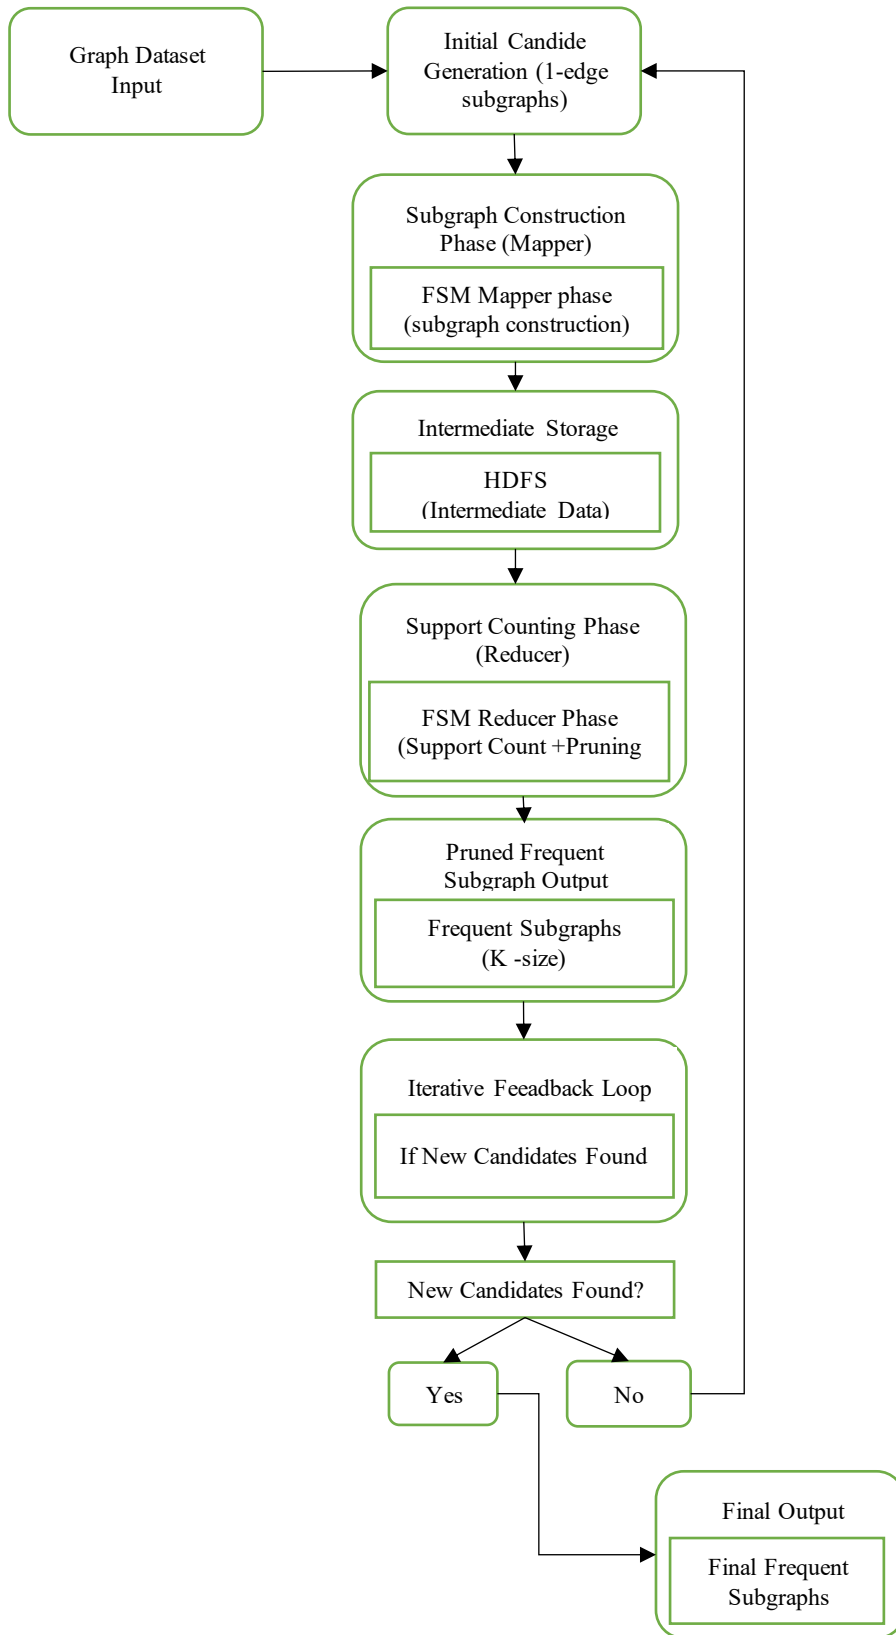 Graph Dataset
Input
Initial Candide
Generation (1-edge
subgraphs)
Subgraph Construction
Phase (Mapper)
FSM Mapper phase
(subgraph construction)
Intermediate Storage
HDFS
(Intermediate Data)
Support Counting Phase
(Reducer)
FSM Reducer Phase
(Support Count +Pruning
Pruned Frequent
Subgraph Output
Frequent Subgraphs
(K -size)
Iterative Feeadback Loop
If New Candidates Found
New Candidates Found?
Yes
No
Final Output
Final Frequent
Subgraphs